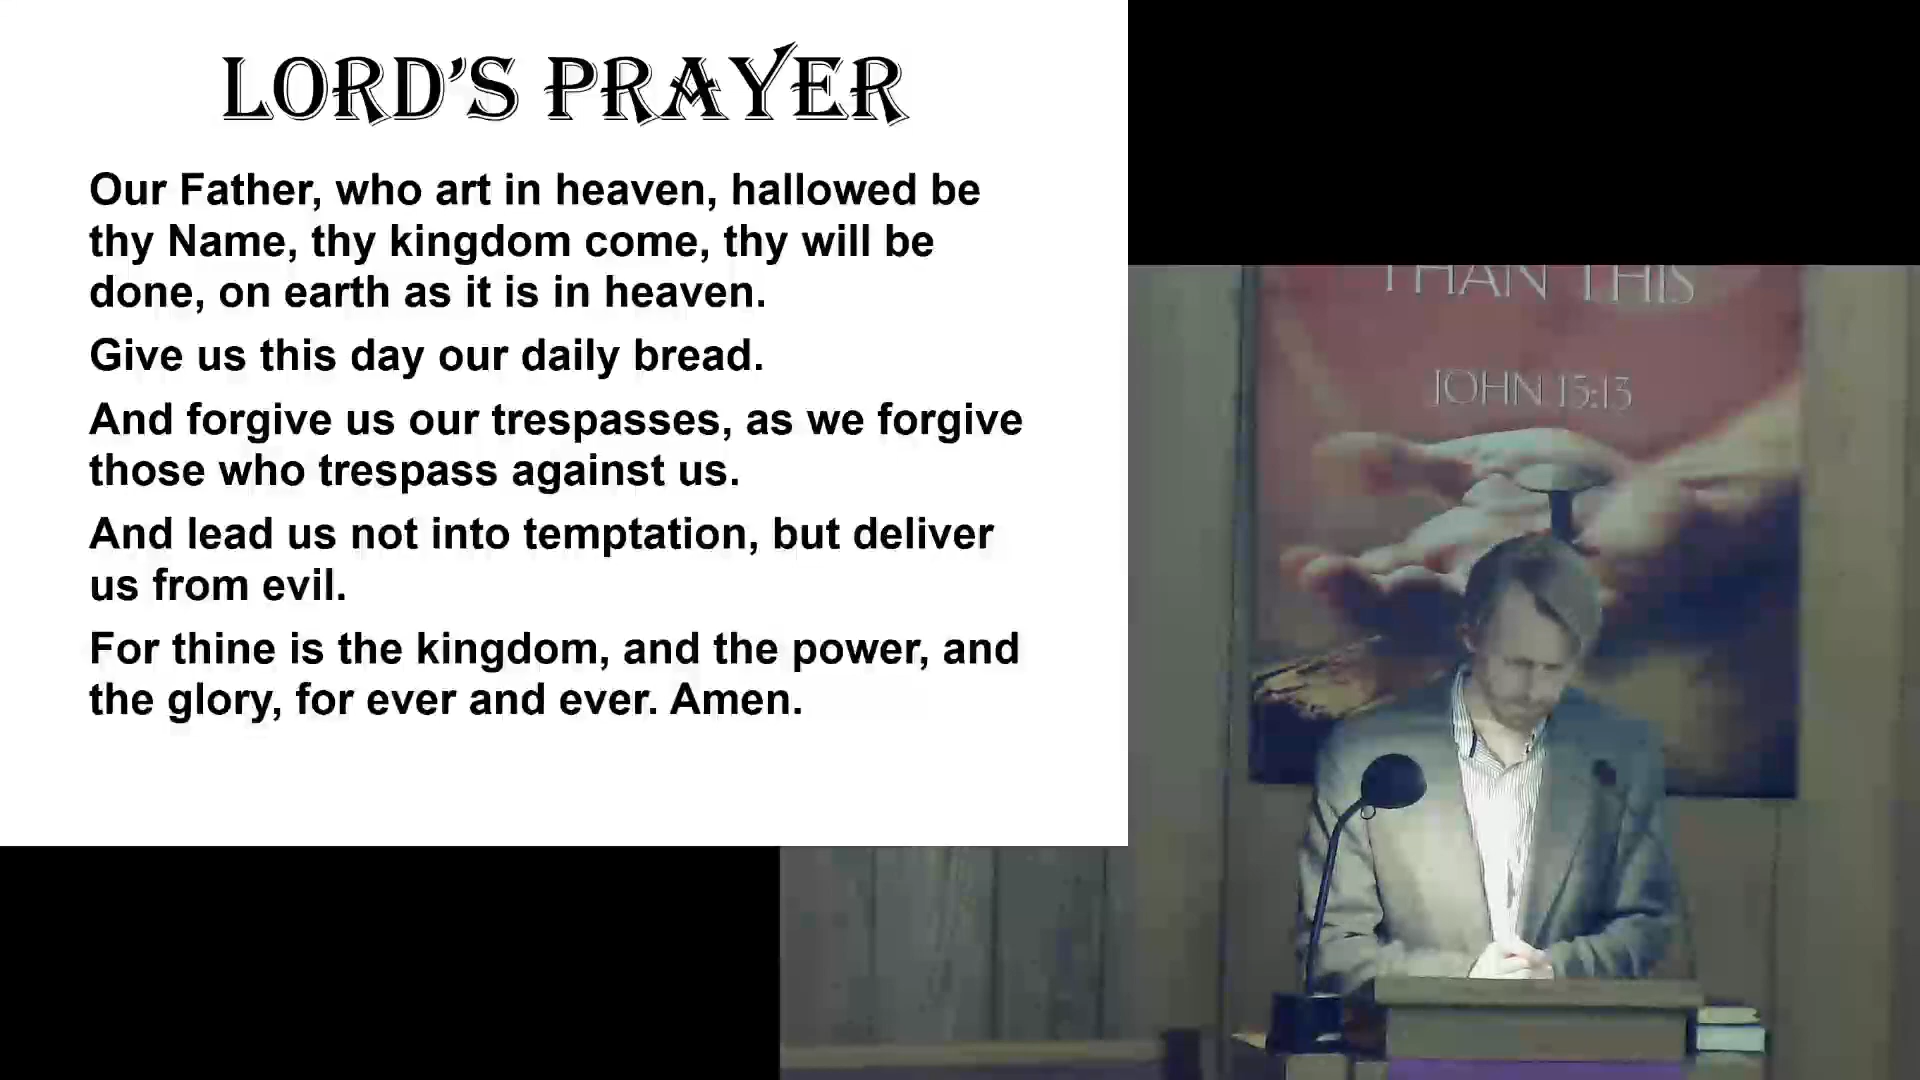 LORD'S PRAYER
Our Father, who art in heaven, hallowed be
thy Name, thy kingdom come, thy will be
done, on earth as it is in heaven.
Give us this day our daily bread.
And forgive us our trespasses, as we forgive
those who trespass against us.
And lead us not into temptation, but deliver
us from evil.
For thine is the kingdom, and the power, and
the glory, for ever and ever. Amen.
THAN THIS
JOHN 15:13